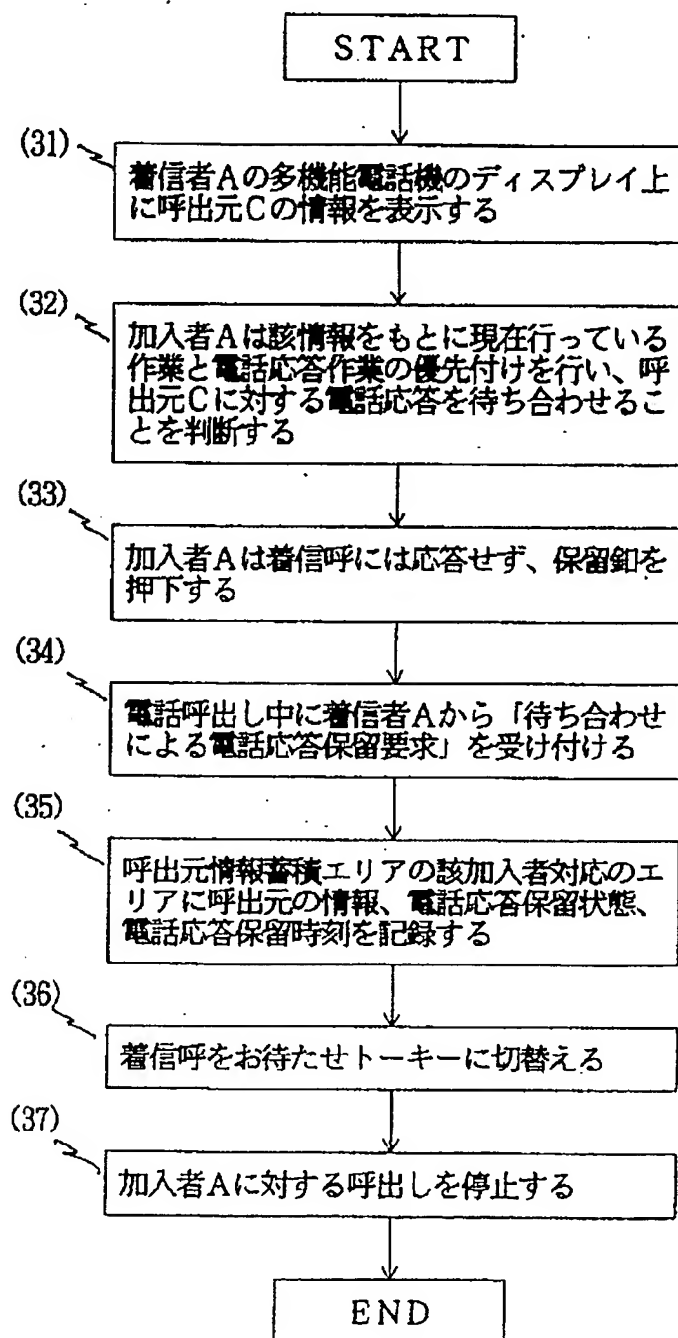 START
(31)
着信者Aの多機能電話機のディスプレイ上
に呼出元Cの情報を表示する
(32)
加入者Aは該情報をもとに現在行っている
作業と電話応答作業の優先付けを行い、呼
出元Cに対する電話応答を待ち合わせるこ
とを判断する
(33)
加入者Aは着信呼には応答せず、保留釦を
押下する
(34)
電話呼出し中に着信者Aから「待ち合わせ
による電話応答保留要求」を受け付ける
(35)
呼出元情報蓄積エリアの該加入者対応のエ
リアに呼出元の情報、電話応答保留状態、
電話応答保留時刻を記録する
(36)
着信呼をお待たせトーキーに切替える
(37)
加入者Aに対する呼出しを停止する
END